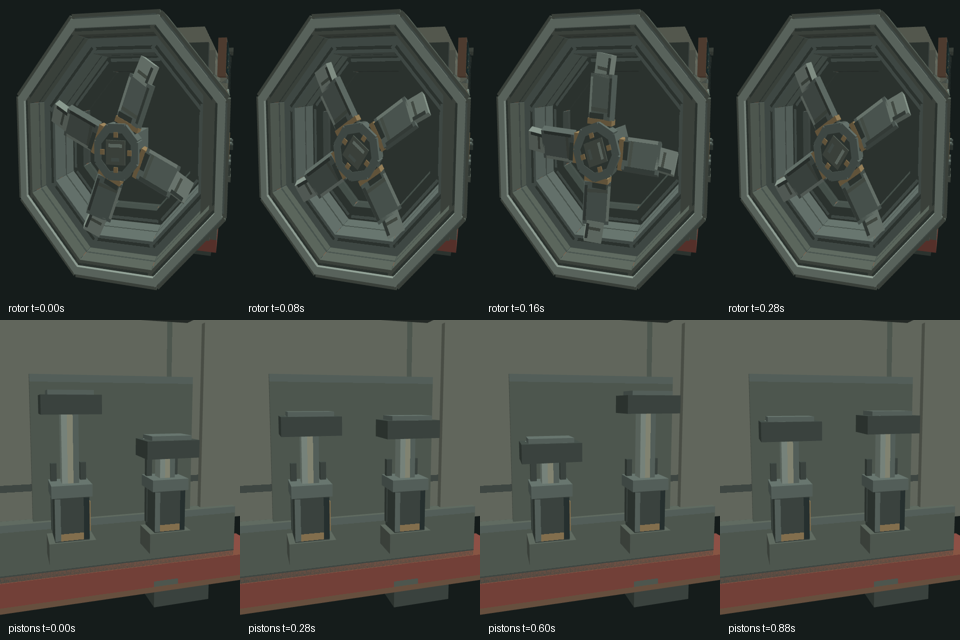 rotor t=0.00s
rotor t=0.08s
rotor t=0.16s
rotor t=0.28s
pistons t=0.00s
pistons t=0.28s
pistons t=0.60s
pistons t=0.88s